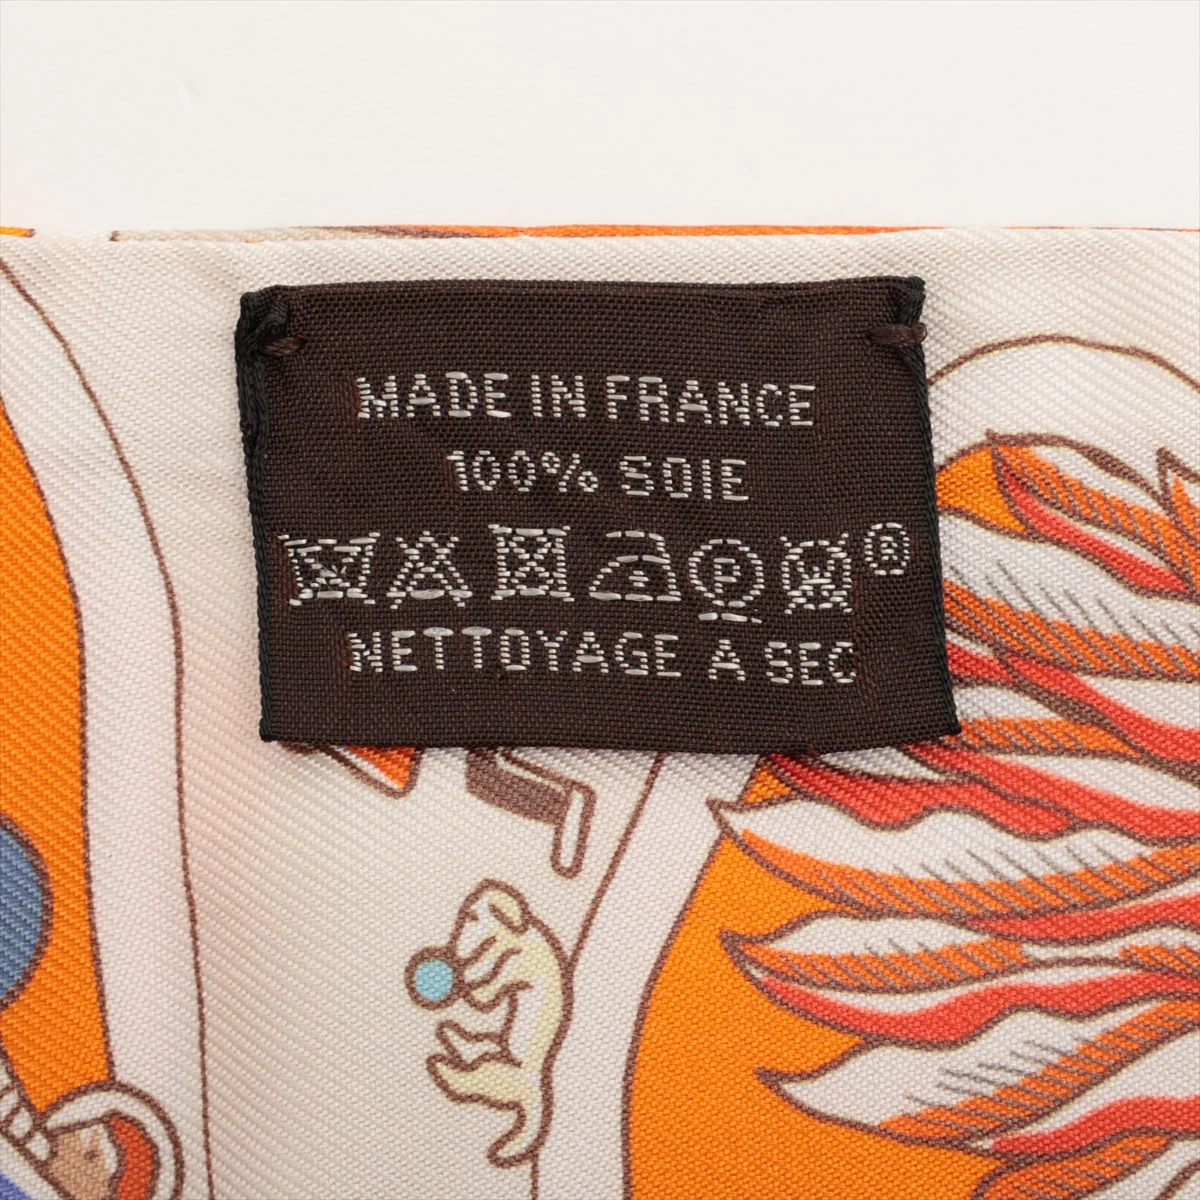 MADE IN FRANCE
100% SOIE
P ®
NETTOYAGE A SEC